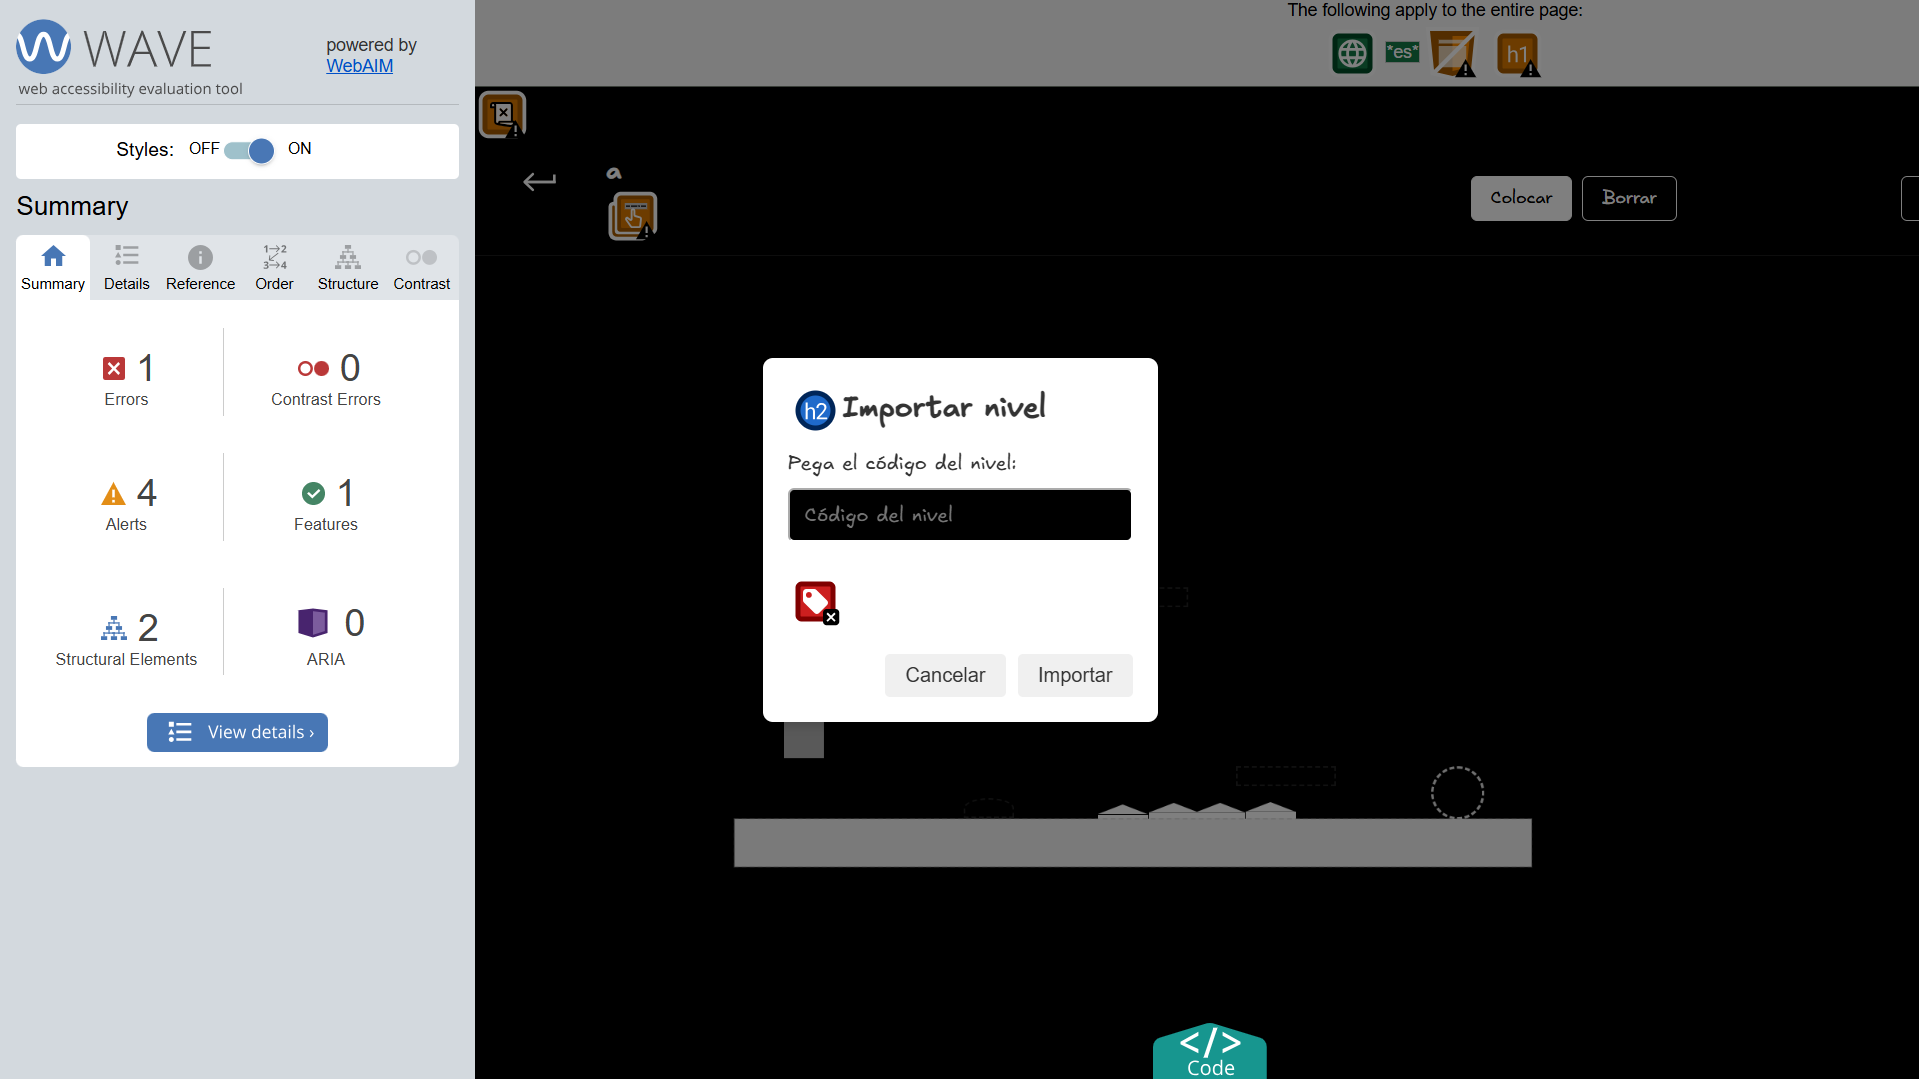 WAVE
powered by
WebAIM
web accessibility evaluation tool
Styles: OFF ON
Summary
Summary Details Reference Order Structure Contrast
1
Errors
0
Contrast Errors
4
Alerts
1
Features
2
Structural Elements
0
ARIA
View details ›
The following apply to the entire page:
*es* h1
a
Colocar Borrar
h2 Importar nivel
Pega el código del nivel:
Código del nivel
Cancelar Importar
</>
Code